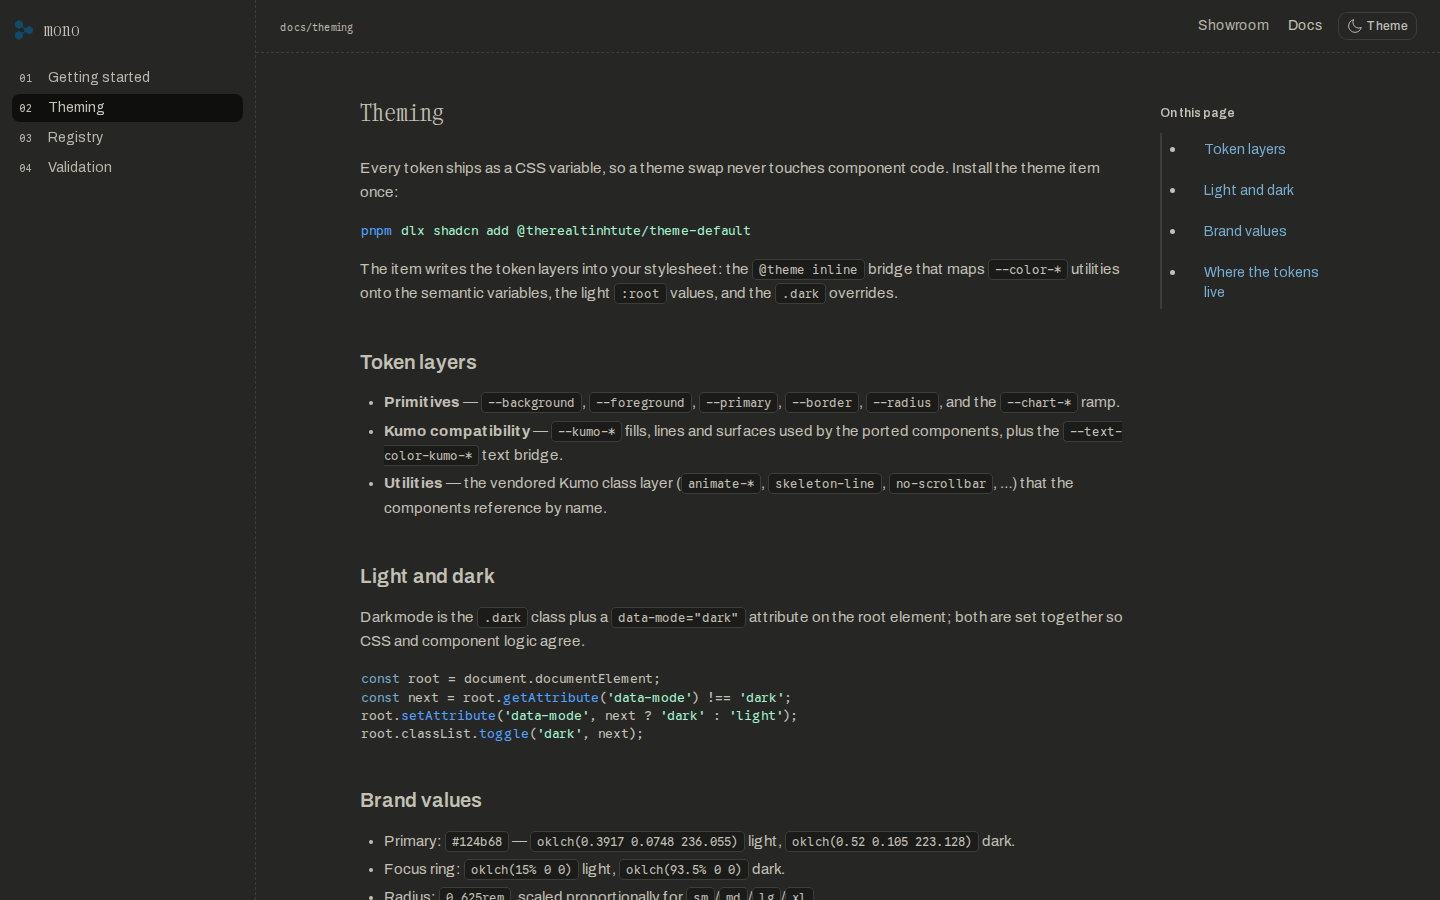 mono
01 Getting started
02 Theming
03 Registry
04 Validation
docs/theming
Showroom Docs Theme
Theming
Every token ships as a CSS variable, so a theme swap never touches component code. Install the theme item
once:
pnpm dlx shadcn add @therealtinhtute/theme-default
The item writes the token layers into your stylesheet: the @theme inline bridge that maps --color-* utilities
onto the semantic variables, the light :root values, and the .dark overrides.
Token layers
• Primitives — --background, --foreground, --primary, --border, --radius, and the --chart-* ramp.
• Kumo compatibility — --kumo-* fills, lines and surfaces used by the ported components, plus the --text-
color-kumo-* text bridge.
• Utilities — the vendored Kumo class layer (animate-*, skeleton-line, no-scrollbar, …) that the
components reference by name.
Light and dark
Dark mode is the .dark class plus a data-mode="dark" attribute on the root element; both are set together so
CSS and component logic agree.
const root = document.documentElement;
const next = root.getAttribute('data-mode') !== 'dark';
root.setAttribute('data-mode', next ? 'dark' : 'light');
root.classList.toggle('dark', next);
Brand values
• Primary: #124b68 — oklch(0.3917 0.0748 236.055) light, oklch(0.52 0.105 223.128) dark.
• Focus ring: oklch(15% 0 0) light, oklch(93.5% 0 0) dark.
• Radius: 0.625rem, scaled proportionally for sm/md/lg/xl
On this page
• Token layers
• Light and dark
• Brand values
• Where the tokens
live